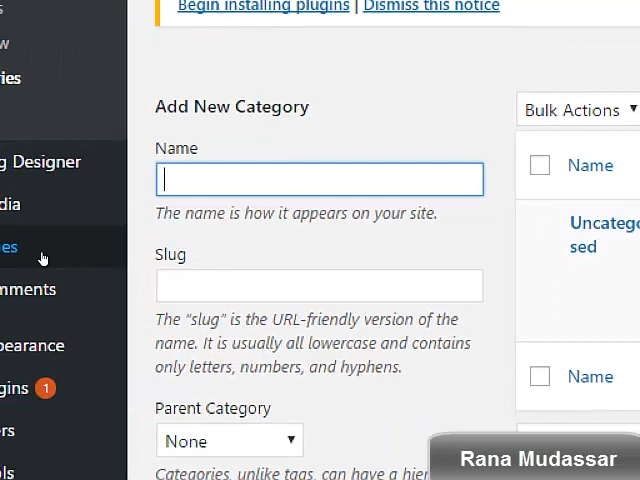 Begin installing plugins | Dismiss this notice
Add New Category
Bulk Actions
Name
Name
The name is how it appears on your site.
Slug
Uncatego
sed
The "slug" is the URL-friendly version of the
name. It is usually all lowercase and contains
only letters, numbers, and hyphens.
Name
Parent Category
None
Categories, unlike tags, can have a hier
g Designer
dia
es
mments
pearance
gins 1
rs
ols
ries
w
s
Rana Mudassar